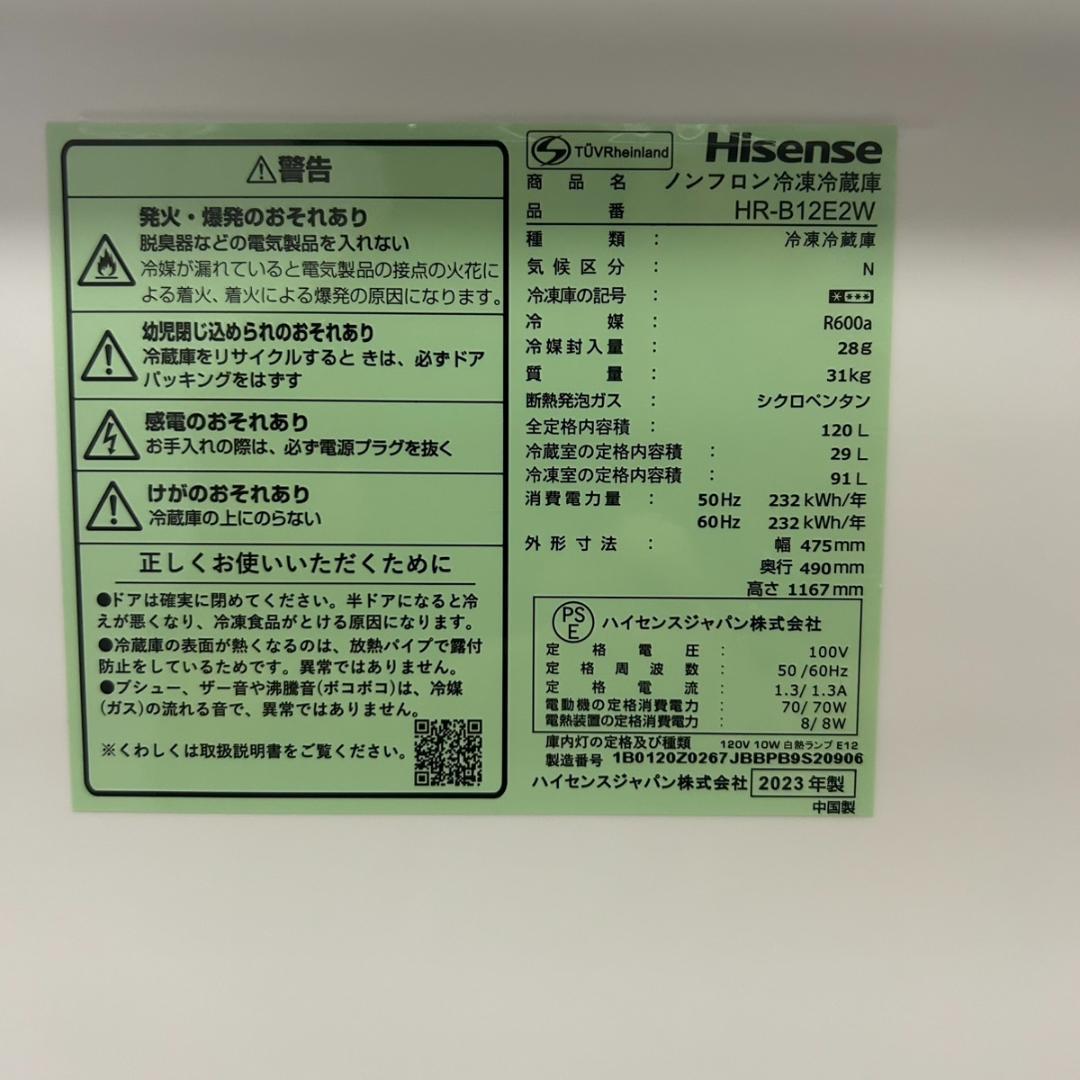 ⚠警告
発火・爆発のおそれあり
脱臭器などの電気製品を入れない
冷媒が漏れていると電気製品の接点の火花に
よる着火、着火による爆発の原因になります。
幼児閉じ込められのおそれあり
冷蔵庫をリサイクルすると きは、必ずドア
パッキングをはずす
感電のおそれあり
お手入れの際は、必ず電源プラグを抜く
けがのおそれあり
冷蔵庫の上にのらない
正しくお使いいただくために
●ドアは確実に閉めてください。半ドアになると冷
えが悪くなり、冷凍食品がとける原因になります。
●冷蔵庫の表面が熱くなるのは、放熱パイプで露付
防止をしているためです。異常ではありません。
●プシュー、ザー音や沸騰音(ボコボコ)は、冷媒
(ガス)の流れる音で、異常ではありません。
※くわしくは取扱説明書をご覧ください。
TÜVRheinland Hisense
商品名 ノンフロン冷凍冷蔵庫
品番 HR-B12E2W
種類 : 冷凍冷蔵庫
気候区分 : N
冷凍庫の記号 : ****​*
冷媒 : R600a
冷媒封入量 : 28g
質量 : 31kg
断熱発泡ガス : シクロペンタン
全定格内容積 : 120 L
冷蔵室の定格内容積 : 29 L
冷凍室の定格内容積 : 91 L
消費電力量 : 50Hz 232 kWh/年
60Hz 232 kWh/年
外形寸法 : 幅 475mm
奥行 490mm
高さ 1167mm
PS
E ハイセンスジャパン株式会社
定格電圧 : 100V
定格周波数 : 50/60Hz
定格電流 : 1.3/1.3A
電動機の定格消費電力 : 70/70W
電熱装置の定格消費電力 : 8/8W
庫内灯の定格及び種類 120V 10W 白熱ランプ E12
製造番号 1B0120Z0267JBBPB9S20906
ハイセンスジャパン株式会社 2023年製
中国製